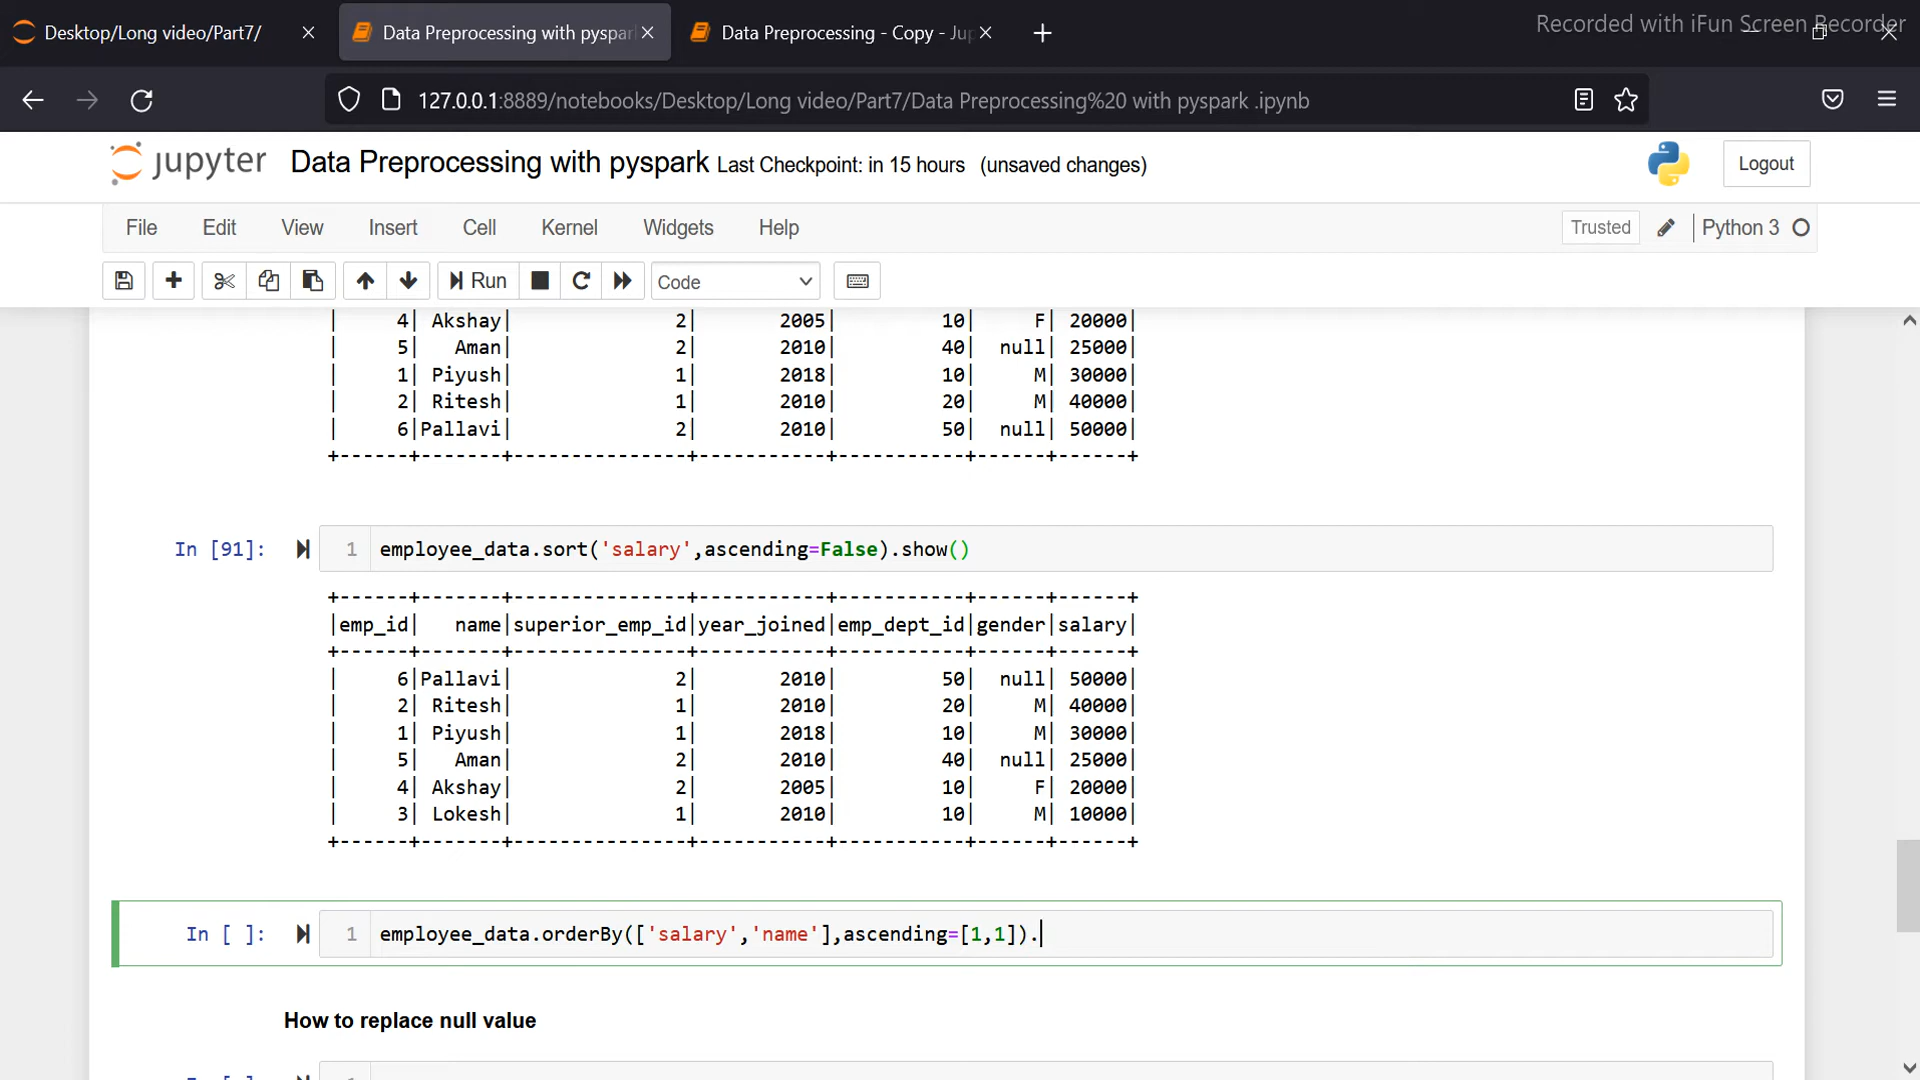 Desktop/Long video/Part7/
Data Preprocessing with pyspar
Data Preprocessing - Copy - Jup
Recorded with iFun Screen Recorder
127.0.0.1:8889/notebooks/Desktop/Long video/Part7/Data Preprocessing%20 with pyspark .ipynb
jupyter Data Preprocessing with pyspark Last Checkpoint: in 15 hours (unsaved changes)
Logout
File Edit View Insert Cell Kernel Widgets Help
Trusted Python 3
Run Code
| 4| Akshay| 2| 2005| 10| F| 20000|
| 5| Aman| 2| 2010| 40| null| 25000|
| 1| Piyush| 1| 2018| 10| M| 30000|
| 2| Ritesh| 1| 2010| 20| M| 40000|
| 6|Pallavi| 2| 2010| 50| null| 50000|
+------+-------+---------------+-----------+-----------+------+------+
In [91]: 1 employee_data.sort('salary',ascending=False).show()
+------+-------+---------------+-----------+-----------+------+------+
|emp_id| name|superior_emp_id|year_joined|emp_dept_id|gender|salary|
+------+-------+---------------+-----------+-----------+------+------+
| 6|Pallavi| 2| 2010| 50| null| 50000|
| 2| Ritesh| 1| 2010| 20| M| 40000|
| 1| Piyush| 1| 2018| 10| M| 30000|
| 5| Aman| 2| 2010| 40| null| 25000|
| 4| Akshay| 2| 2005| 10| F| 20000|
| 3| Lokesh| 1| 2010| 10| M| 10000|
+------+-------+---------------+-----------+-----------+------+------+
In [ ]: 1 employee_data.orderBy(['salary','name'],ascending=[1,1]).
How to replace null value